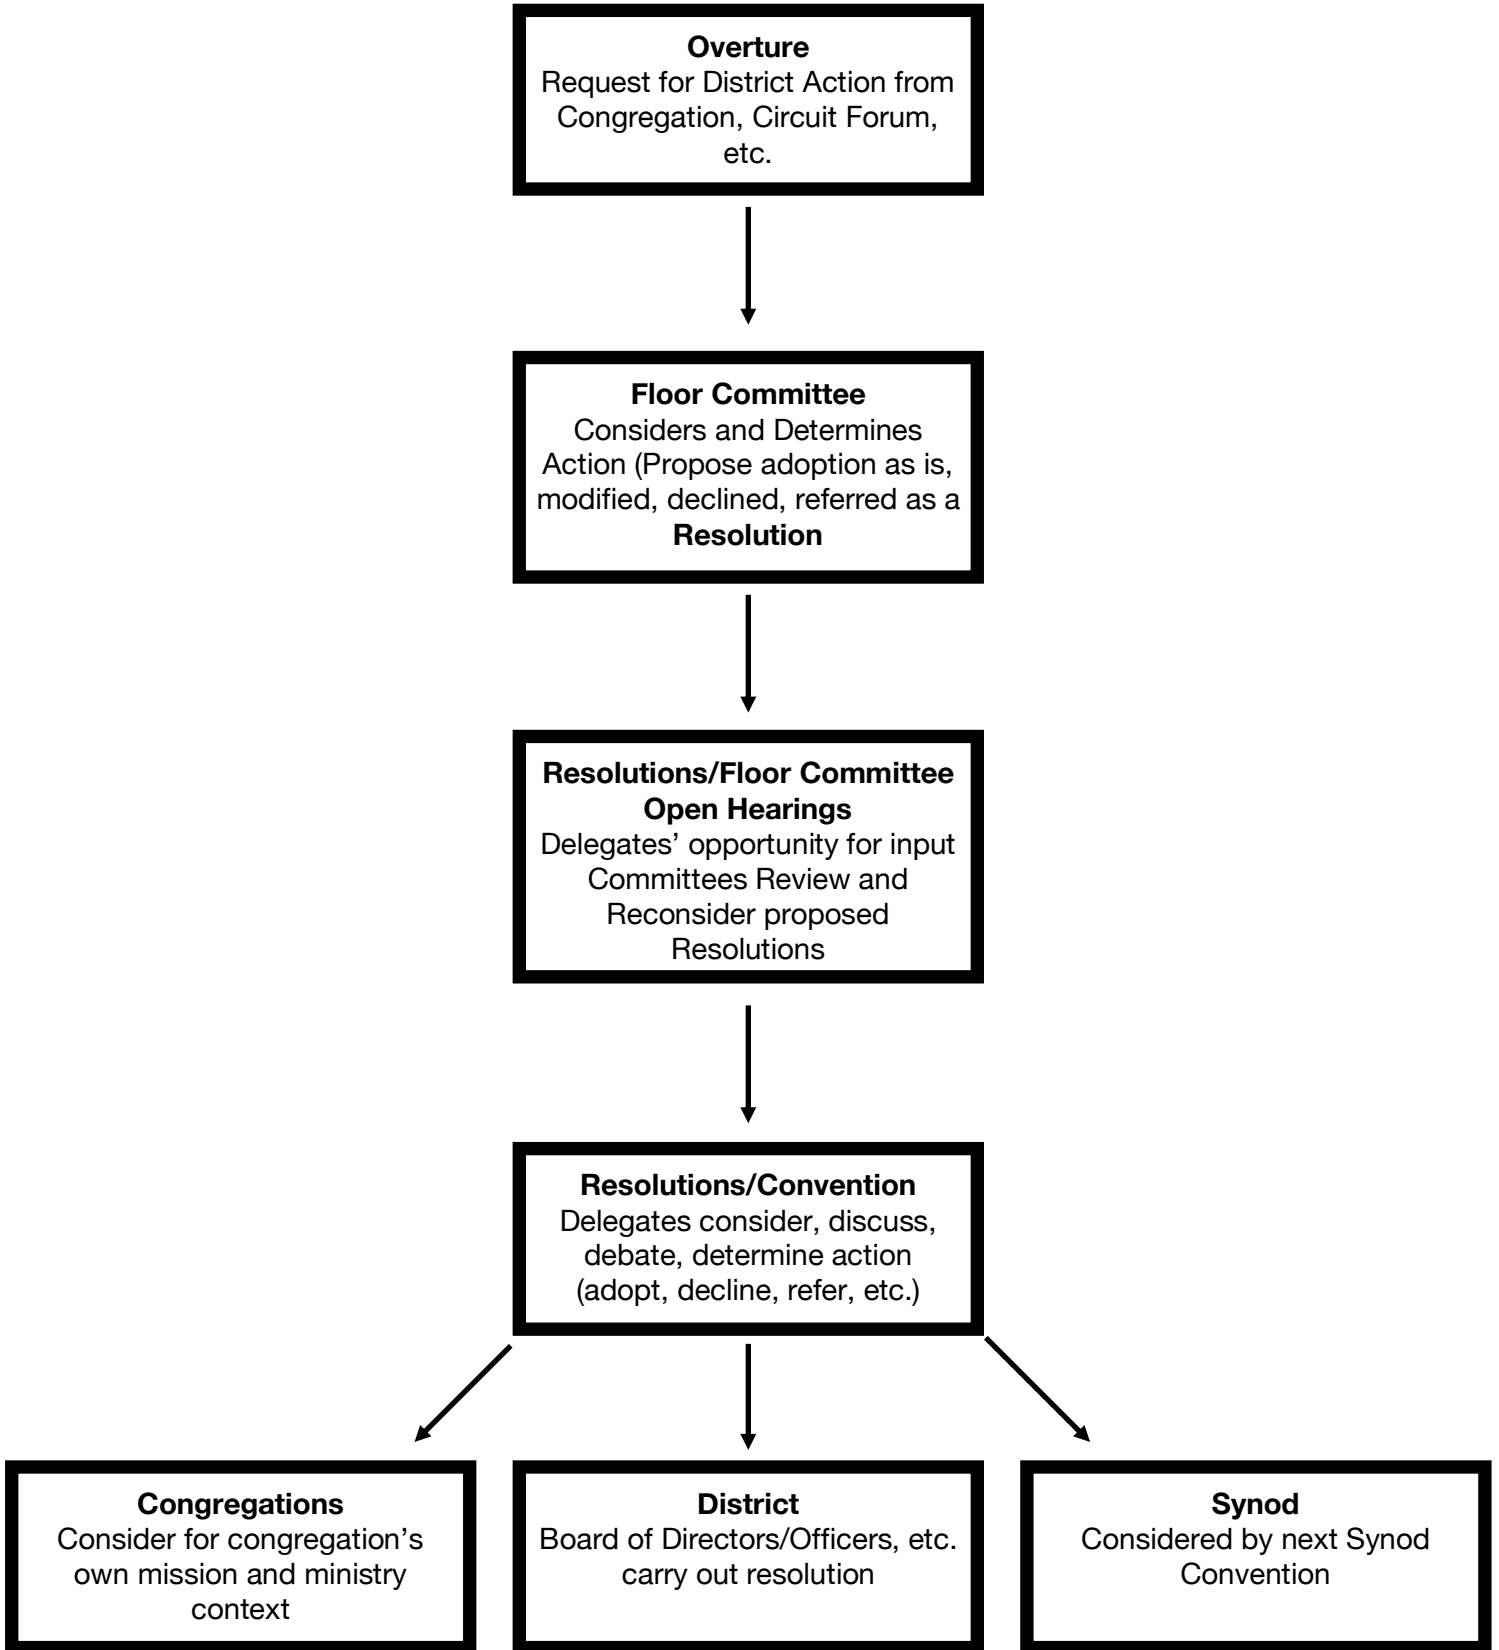 Overture
Request for District Action from
Congregation, Circuit Forum,
etc.
Floor Committee
Considers and Determines
Action (Propose adoption as is,
modified, declined, referred as a
Resolution
Resolutions/Floor Committee
Open Hearings
Delegates’ opportunity for input
Committees Review and
Reconsider proposed
Resolutions
Resolutions/Convention
Delegates consider, discuss,
debate, determine action
(adopt, decline, refer, etc.)
Congregations
Consider for congregation’s
own mission and ministry
context
District
Board of Directors/Officers, etc.
carry out resolution
Synod
Considered by next Synod
Convention